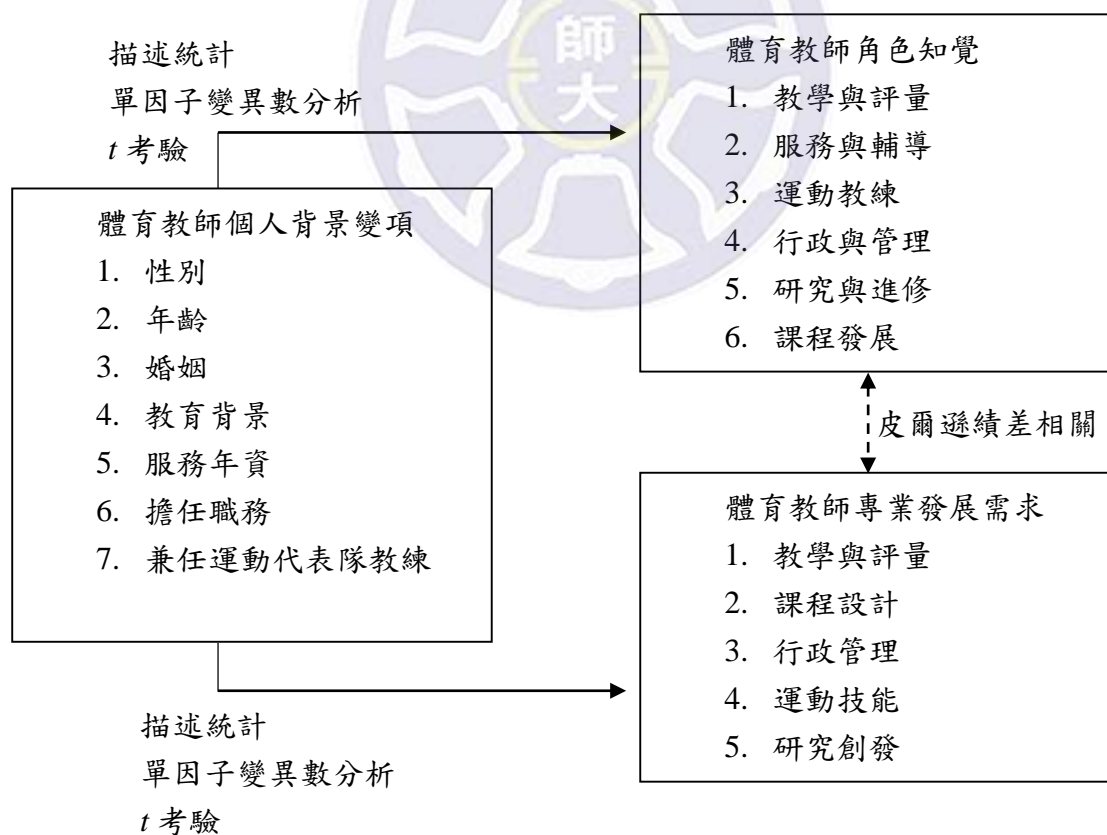 描述統計
單因子變異數分析
t 考驗
師
大
體育教師角色知覺
1. 教學與評量
2. 服務與輔導
3. 運動教練
4. 行政與管理
5. 研究與進修
6. 課程發展
體育教師個人背景變項
1. 性別
2. 年齡
3. 婚姻
4. 教育背景
5. 服務年資
6. 擔任職務
7. 兼任運動代表隊教練
皮爾遜績差相關
體育教師專業發展需求
1. 教學與評量
2. 課程設計
3. 行政管理
4. 運動技能
5. 研究創發
描述統計
單因子變異數分析
t 考驗